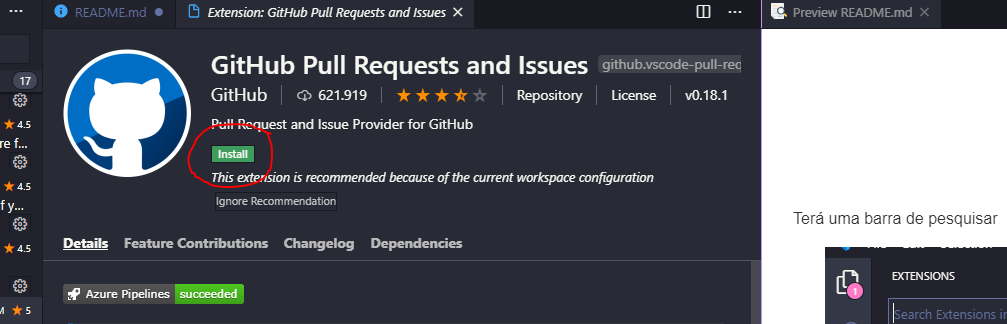 README.md
Extension: GitHub Pull Requests and Issues
Preview README.md
17
4.5
re f...
4.5
f y...
4.5
M 5
GitHub Pull Requests and Issues
github.vscode-pull-req
GitHub
621.919
Repository
License
v0.18.1
Pull Request and Issue Provider for GitHub
Install
This extension is recommended because of the current workspace configuration
Ignore Recommendation
Details
Feature Contributions
Changelog
Dependencies
Azure Pipelines succeeded
Terá uma barra de pesquisar
EXTENSIONS
1
Search Extensions in